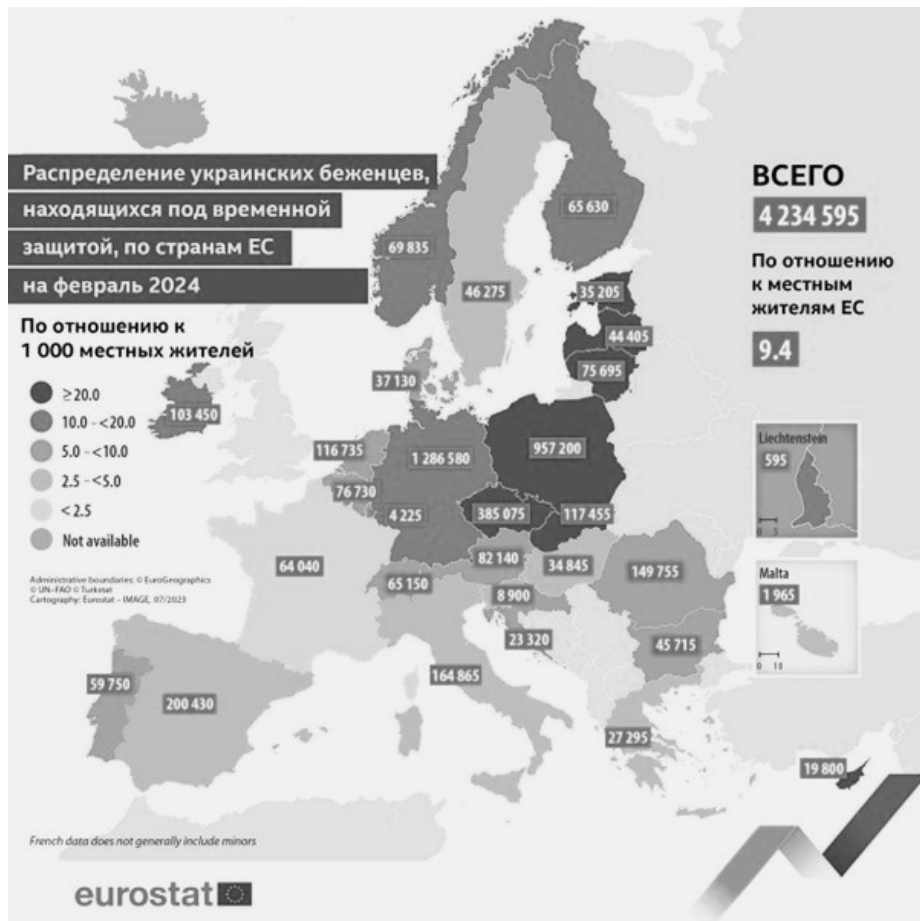 Распределение украинских беженцев,
находящихся под временной
защитой, по странам ЕС
на февраль 2024
ВСЕГО
4 234 595
По отношению
к местным
жителям ЕС
9.4
По отношению к
1 000 местных жителей
≥20.0
10.0 - <20.0
5.0 - <10.0
2.5 - <5.0
<2.5
Not available
Administrative boundaries: © EuroGeographics
© UN-FAO © Turkstat
Cartography: Eurostat - IMAGE, 07/2023
65 630
69 835
46 275
35 205
44 405
75 695
37 130
103 450
116 735
1 286 580
957 200
76 730
4 225
385 075
117 455
64 040
82 140
34 845
149 755
65 150
8 900
23 320
45 715
59 750
200 430
164 865
27 295
19 800
Liechtenstein
595
0 5
Malta
1 965
0 10
French data does not generally include minors
eurostat